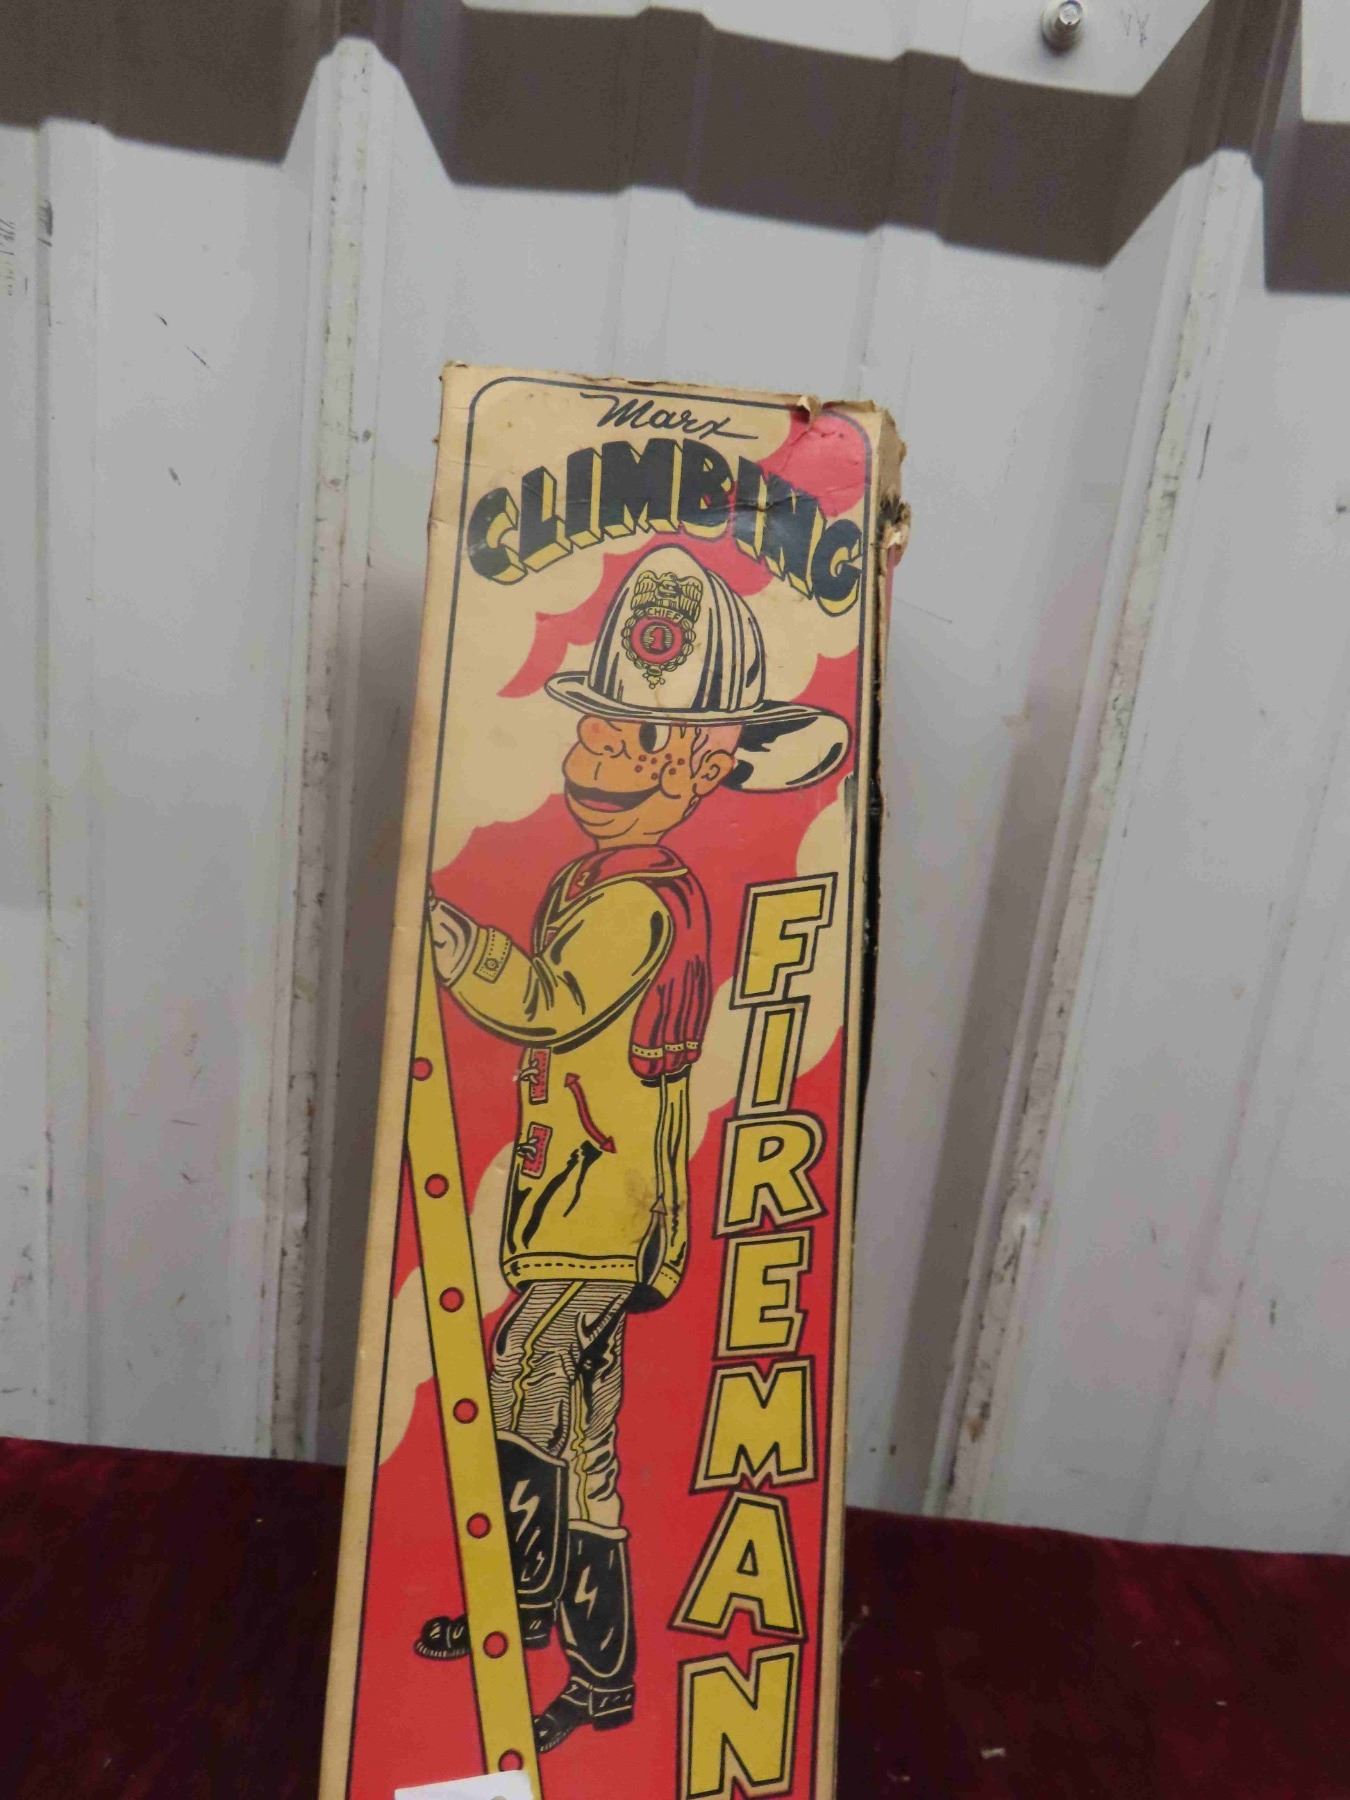 Marx
CLIMBING
CHIEF
1
FIREMAN